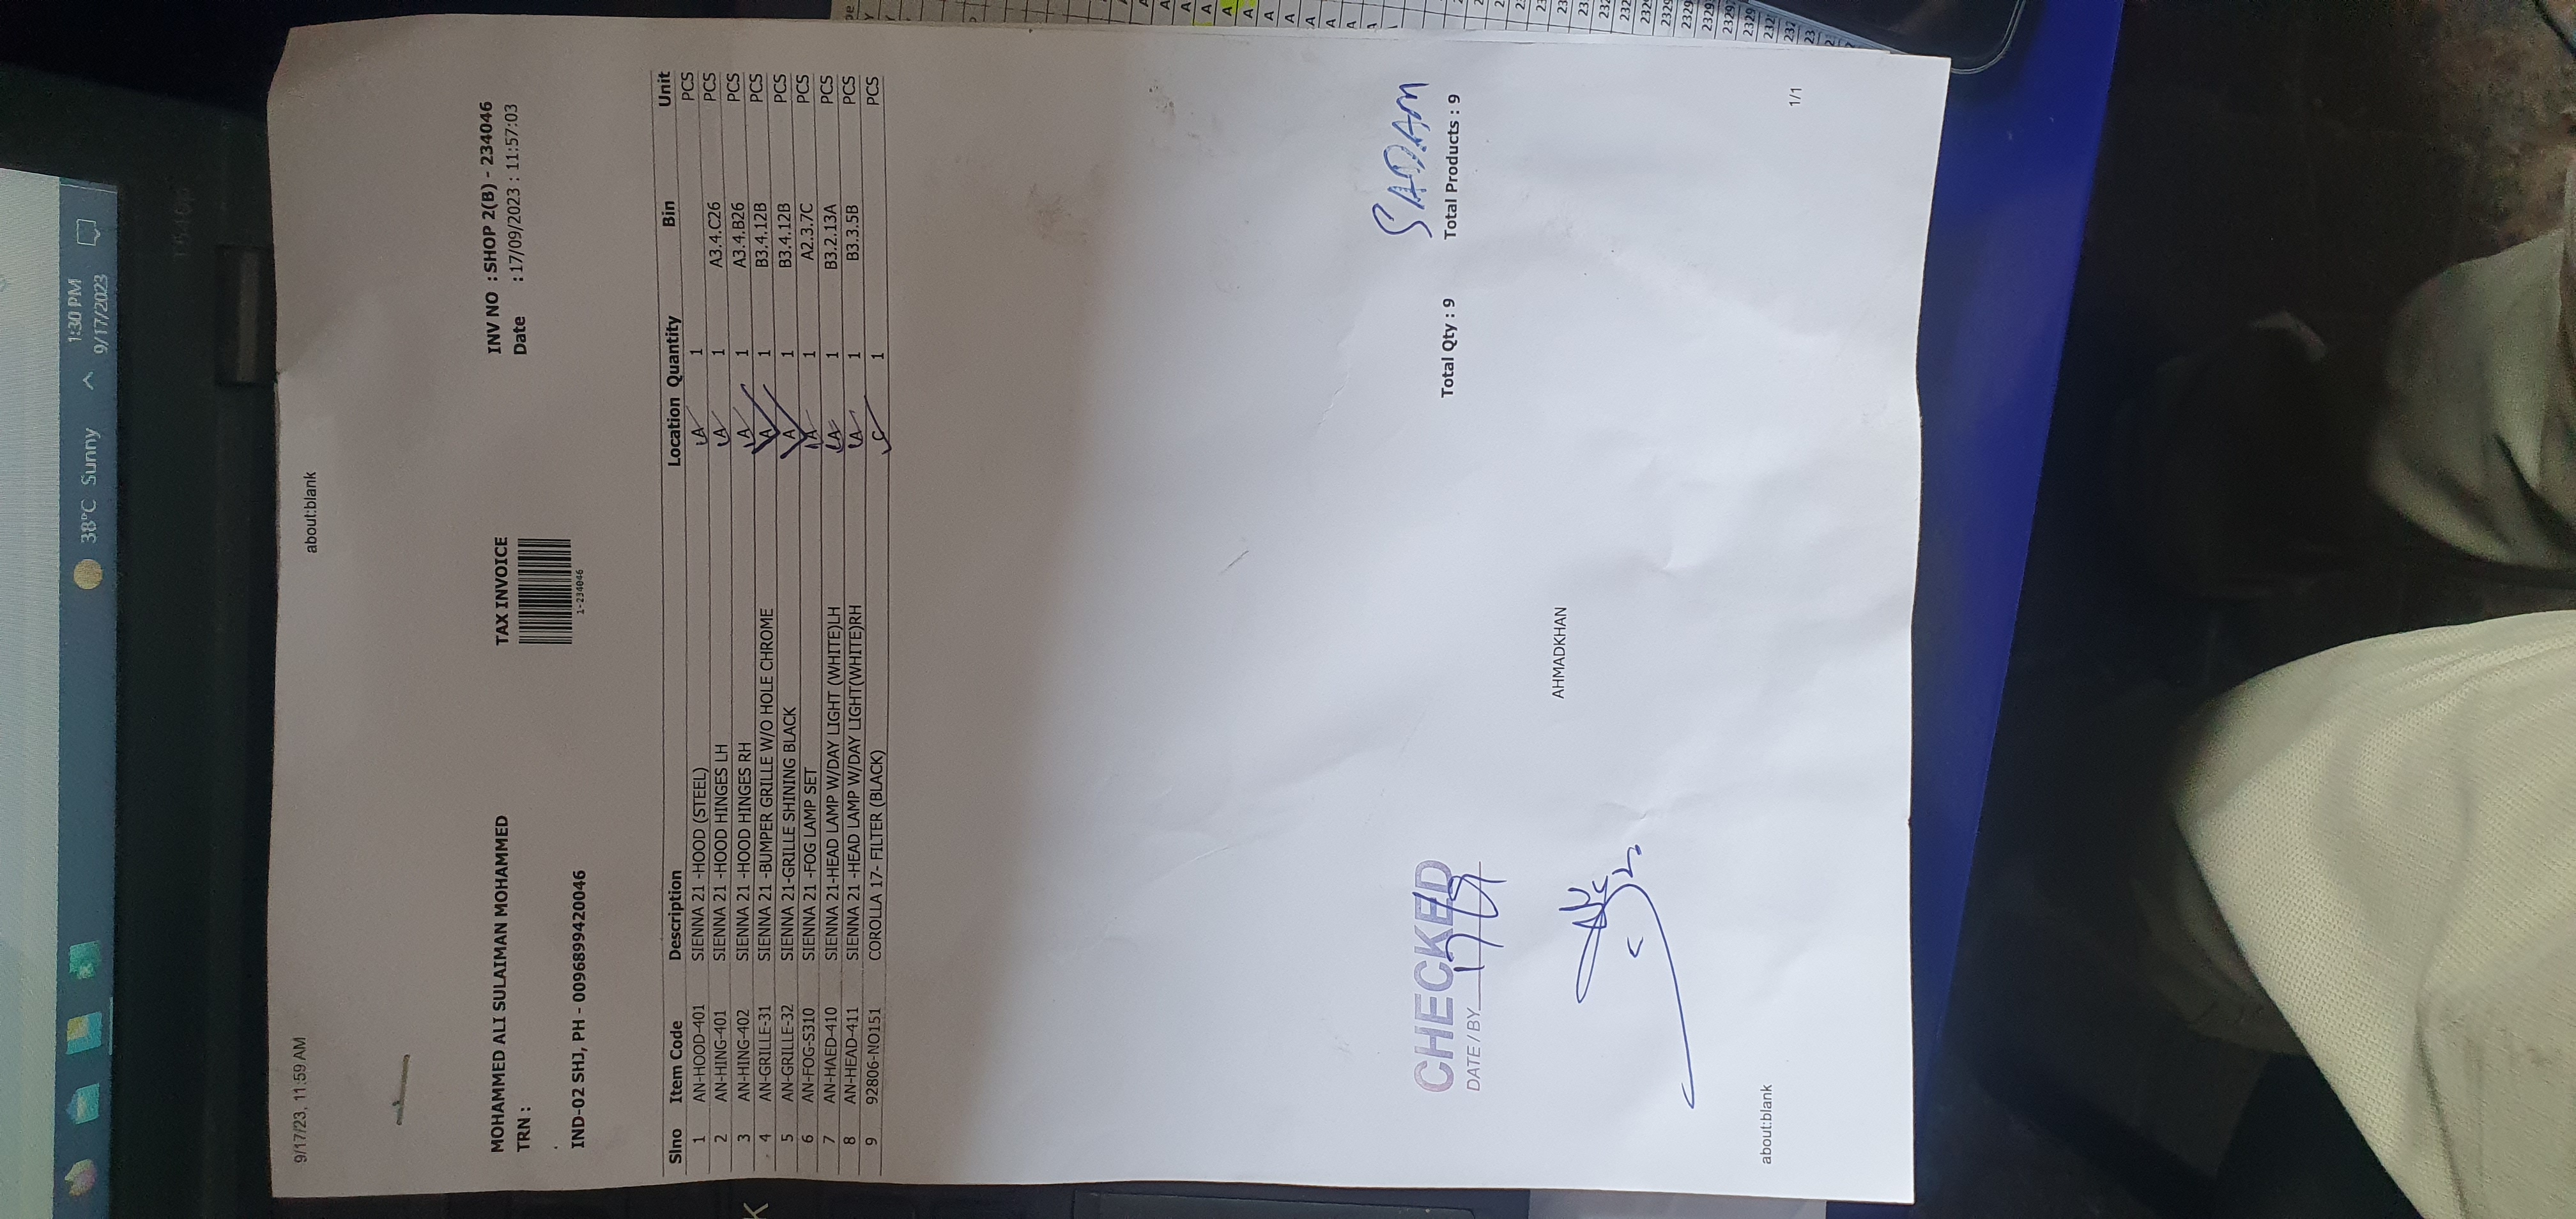 9/17/23, 11:59 AM about:blank
MOHAMMED ALI SULAIMAN MOHAMMED TAX INVOICE INV NO : SHOP 2(B) - 234046
TRN : Date : 17/09/2023 : 11:57:03
1-234046
IND-02 SHJ, PH - 0096899420046
Slno Item Code Description Location Quantity Bin Unit
1 AN-HOOD-401 SIENNA 21 -HOOD (STEEL) A 1 PCS
2 AN-HING-401 SIENNA 21 -HOOD HINGES LH A 1 A3.4.C26 PCS
3 AN-HING-402 SIENNA 21 -HOOD HINGES RH A 1 A3.4.B26 PCS
4 AN-GRILLE-31 SIENNA 21 -BUMPER GRILLE W/O HOLE CHROME A 1 B3.4.12B PCS
5 AN-GRILLE-32 SIENNA 21-GRILLE SHINING BLACK A 1 B3.4.12B PCS
6 AN-FOG-S310 SIENNA 21 -FOG LAMP SET A 1 A2.3.7C PCS
7 AN-HAED-410 SIENNA 21-HEAD LAMP W/DAY LIGHT (WHITE)LH A 1 B3.2.13A PCS
8 AN-HEAD-411 SIENNA 21 -HEAD LAMP W/DAY LIGHT(WHITE)RH A 1 B3.3.5B PCS
9 92806-NO151 COROLLA 17- FILTER (BLACK) C 1 PCS
SADDAM
CHECKED Total Qty : 9 Total Products : 9
DATE / BY 17/9
AHMADKHAN
about:blank 1/1
38°C Sunny 1:30 PM
9/17/2023